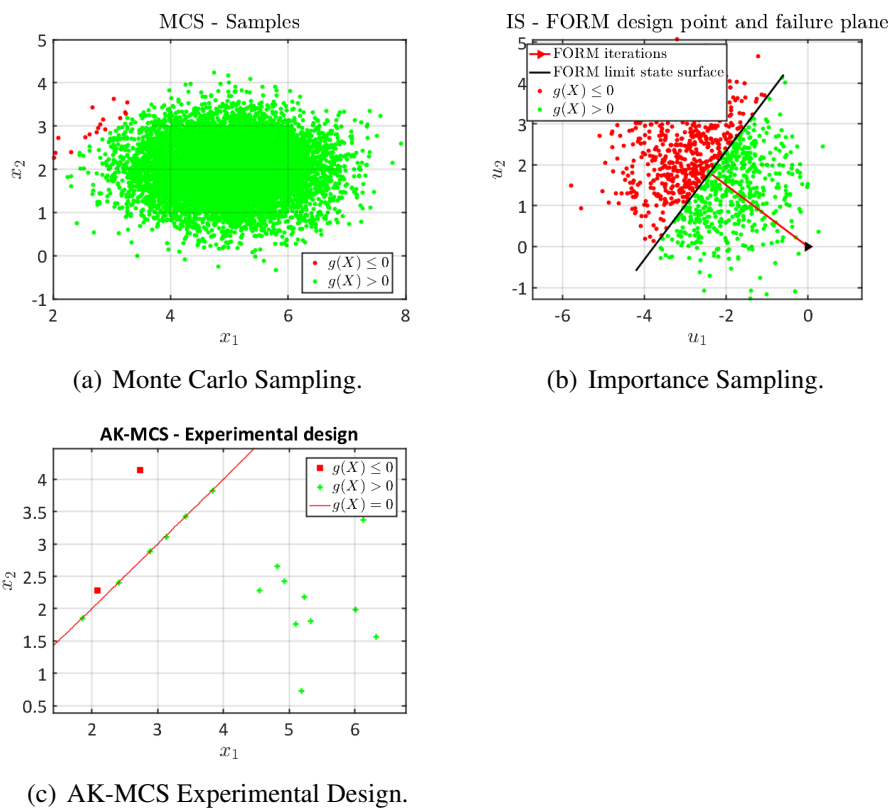 MCS - Samples
5
4
3
2
1
0
-1
x2
2
4
6
8
x1
g(X) ≤ 0
g(X) > 0
(a) Monte Carlo Sampling.
IS - FORM design point and failure plane
FORM iterations
FORM limit state surface
g(X) ≤ 0
g(X) > 0
5
4
3
2
1
0
-1
u2
-6
-4
-2
0
u1
(b) Importance Sampling.
AK-MCS - Experimental design
g(X) ≤ 0
g(X) > 0
g(X) = 0
4
3.5
3
2.5
2
1.5
1
0.5
x2
2
3
4
5
6
x1
(c) AK-MCS Experimental Design.